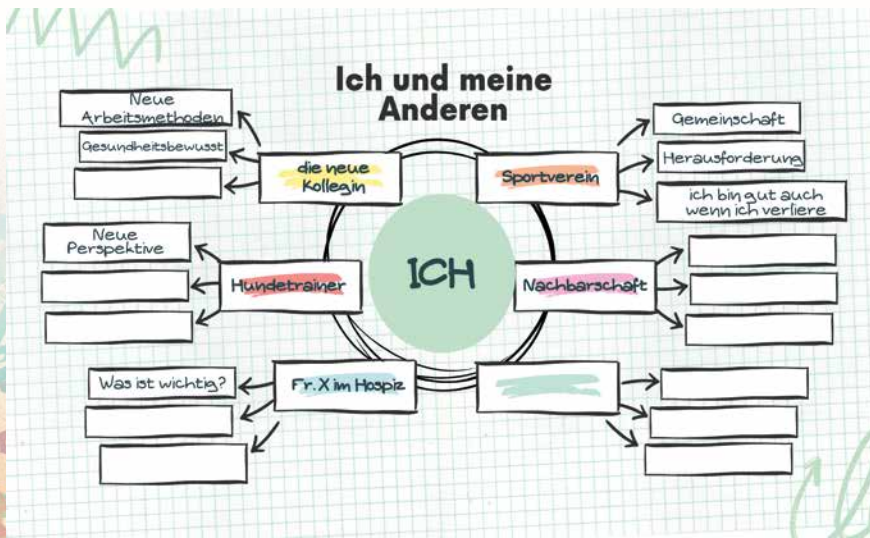 Ich und meine
Anderen
Neue
Arbeitsmethoden
Gesundheitsbewusst
die neue
Kollegin
Sportverein
Gemeinschaft
Herausforderung
ich bin gut auch
wenn ich verliere
Neue
Perspektive
Hundetrainer
ICH
Nachbarschaft
Was ist wichtig?
Fr. X im Hospiz